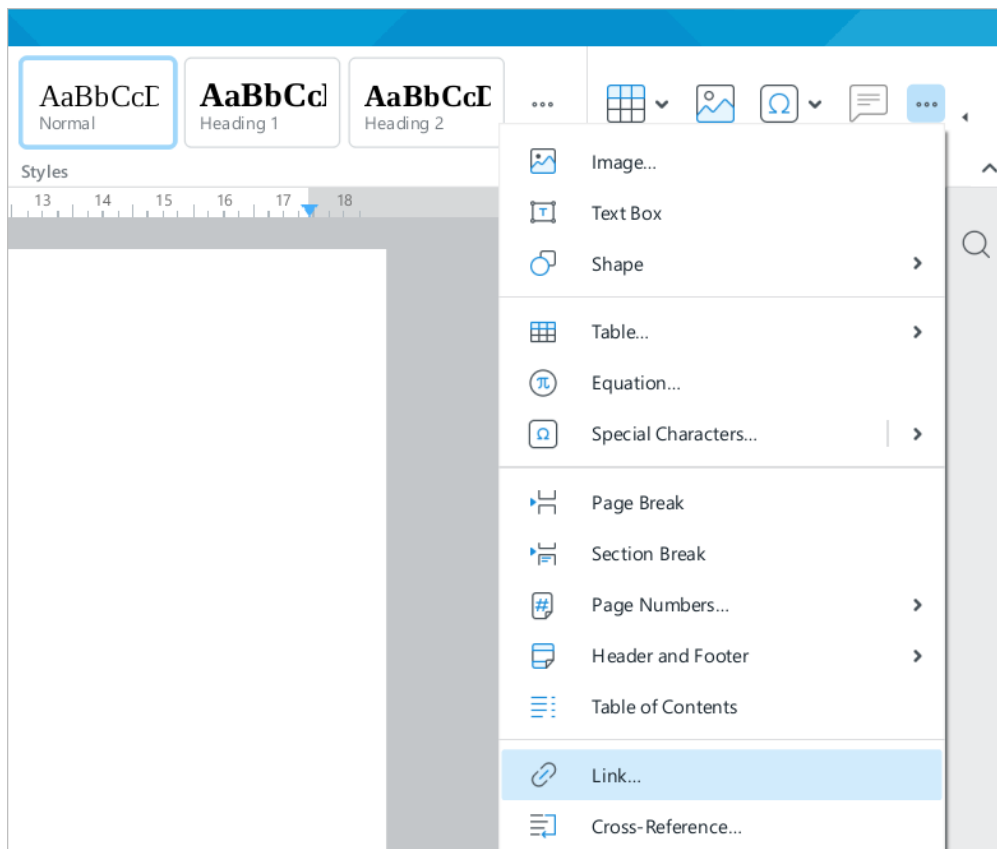 AaBbCcD
Normal
AaBbCcD
Heading 1
AaBbCcD
Heading 2
Styles
13 14 15 16 17 18
Image...
Text Box
Shape
Table...
Equation...
Special Characters...
Page Break
Section Break
Page Numbers...
Header and Footer
Table of Contents
Link...
Cross-Reference...